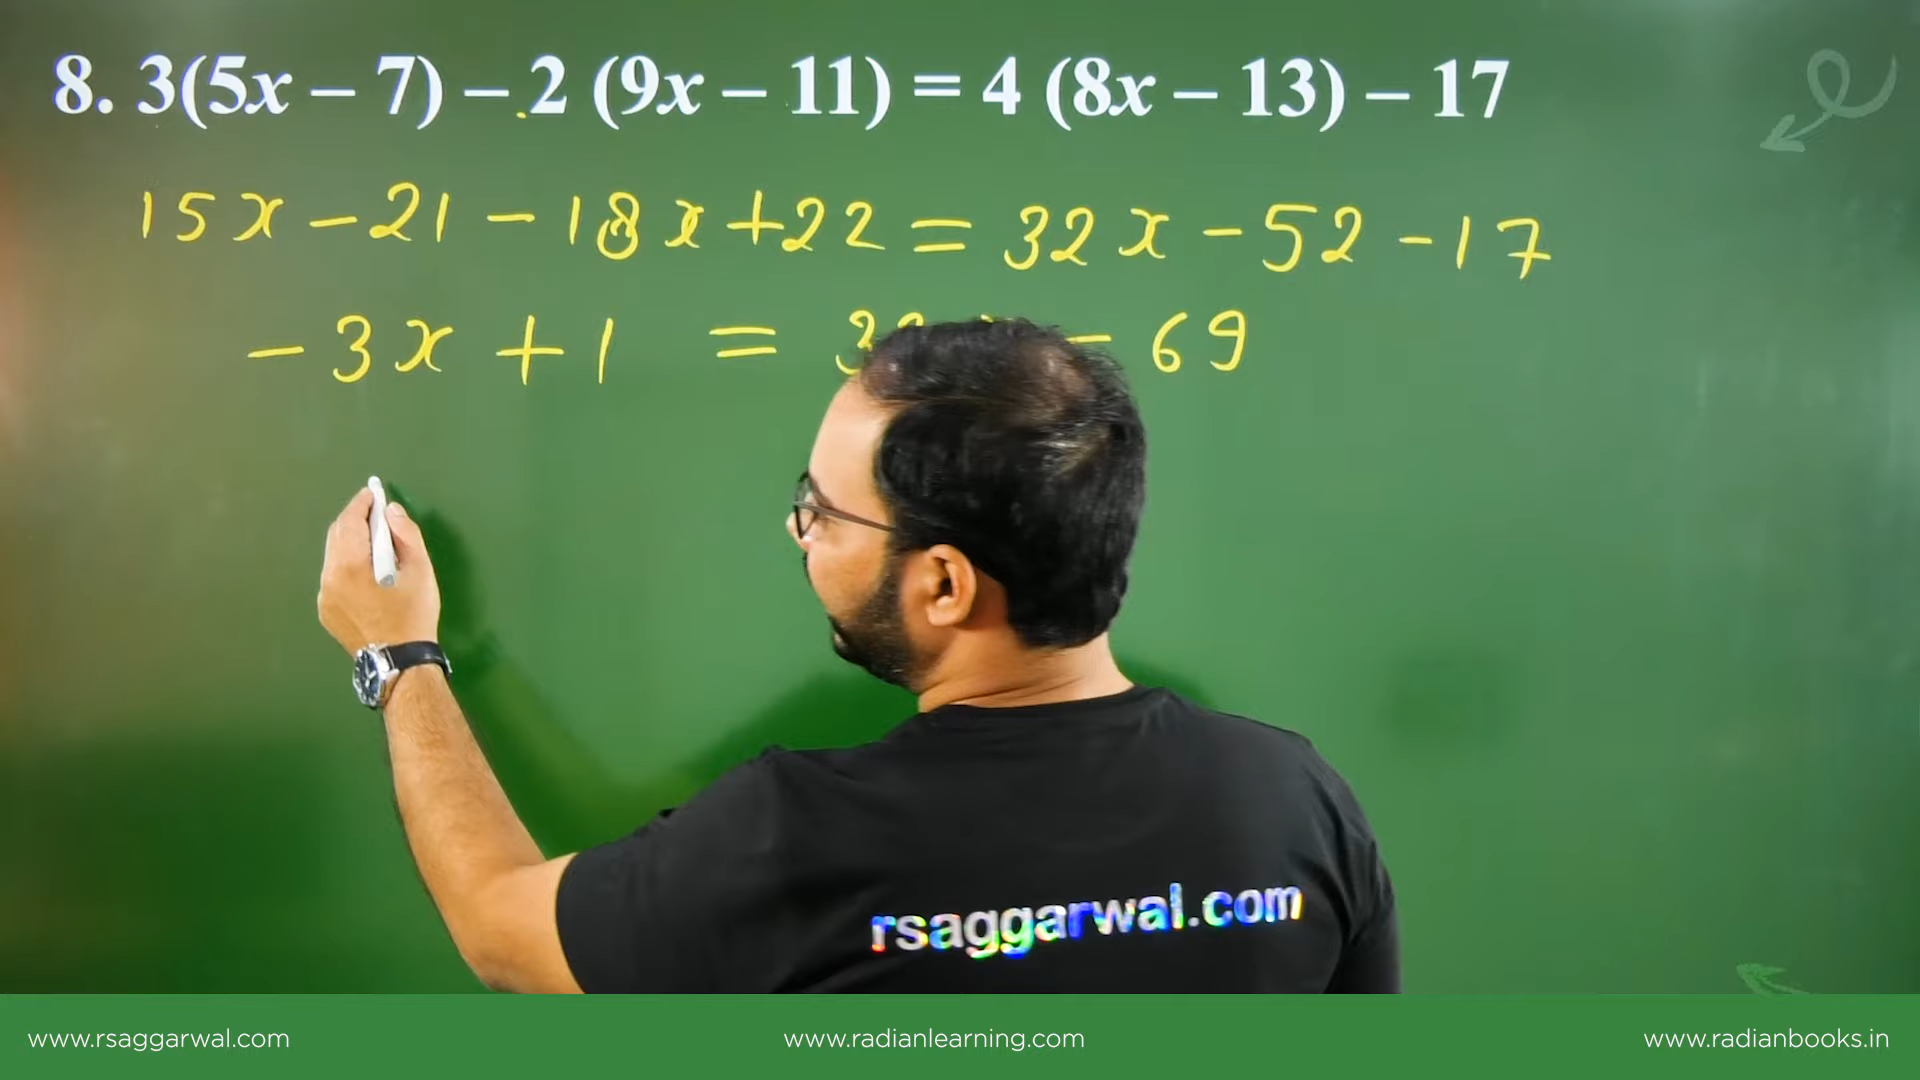 8. 3(5x – 7) – 2 (9x – 11) = 4 (8x – 13) – 17
15x - 21 - 18x + 22 = 32x - 52 - 17
-3x + 1 = - 69
rsaggarwal.com
www.rsaggarwal.com
www.radianlearning.com
www.radianbooks.in